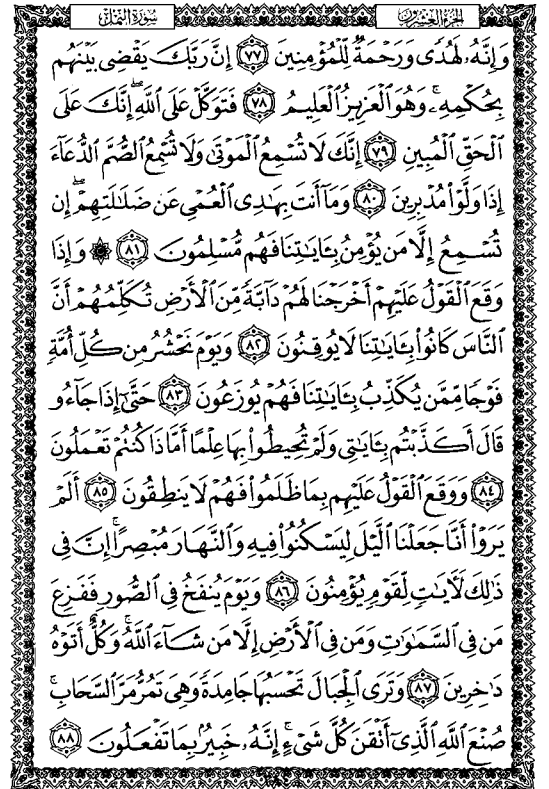 الجزء العشرون سورة النمل
وَإِنَّهُۥ لَهُدًى وَرَحْمَةٌ لِّلْمُؤْمِنِينَ ٧٧ إِنَّ رَبَّكَ يَقْضِى بَيْنَهُم
بِحُكْمِهِۦ ۚ وَهُوَ ٱلْعَزِيزُ ٱلْعَلِيمُ ٧٨ فَتَوَكَّلْ عَلَى ٱللَّهِ ۖ إِنَّكَ عَلَى
ٱلْحَقِّ ٱلْمُبِينِ ٧٩ إِنَّكَ لَا تُسْمِعُ ٱلْمَوْتَىٰ وَلَا تُسْمِعُ ٱلصُّمَّ ٱلدُّعَآءَ
إِذَا وَلَّوْا۟ مُدْبِرِينَ ٨٠ وَمَآ أَنتَ بِهَٰدِى ٱلْعُمْىِ عَن ضَلَٰلَتِهِمْ ۖ إِن
تُسْمِعُ إِلَّا مَن يُؤْمِنُ بِـَٔايَٰتِنَا فَهُم مُّسْلِمُونَ ٨١ ۞ وَإِذَا
وَقَعَ ٱلْقَوْلُ عَلَيْهِمْ أَخْرَجْنَا لَهُمْ دَآبَّةً مِّنَ ٱلْأَرْضِ تُكَلِّمُهُمْ أَنَّ
ٱلنَّاسَ كَانُوا۟ بِـَٔايَٰتِنَا لَا يُوقِنُونَ ٨٢ وَيَوْمَ نَحْشُرُ مِن كُلِّ أُمَّةٍ
فَوْجًا مِّمَّن يُكَذِّبُ بِـَٔايَٰتِنَا فَهُمْ يُوزَعُونَ ٨٣ حَتَّىٰٓ إِذَا جَآءُو
قَالَ أَكَذَّبْتُم بِـَٔايَٰتِى وَلَمْ تُحِيطُوا۟ بِهَا عِلْمًا أَمَّاذَا كُنتُمْ تَعْمَلُونَ
٨٤ وَوَقَعَ ٱلْقَوْلُ عَلَيْهِم بِمَا ظَلَمُوا۟ فَهُمْ لَا يَنطِقُونَ ٨٥ أَلَمْ
يَرَوْا۟ أَنَّا جَعَلْنَا ٱلَّيْلَ لِيَسْكُنُوا۟ فِيهِ وَٱلنَّهَارَ مُبْصِرًا ۚ إِنَّ فِى
ذَٰلِكَ لَـَٔايَٰتٍ لِّقَوْمٍ يُؤْمِنُونَ ٨٦ وَيَوْمَ يُنفَخُ فِى ٱلصُّورِ فَفَزِعَ
مَن فِى ٱلسَّمَٰوَٰتِ وَمَن فِى ٱلْأَرْضِ إِلَّا مَن شَآءَ ٱللَّهُ ۚ وَكُلٌّ أَتَوْهُ
دَٰخِرِينَ ٨٧ وَتَرَى ٱلْجِبَالَ تَحْسَبُهَا جَامِدَةً وَهِىَ تَمُرُّ مَرَّ ٱلسَّحَابِ ۚ
صُنْعَ ٱللَّهِ ٱلَّذِىٓ أَتْقَنَ كُلَّ شَىْءٍ ۚ إِنَّهُۥ خَبِيرٌۢ بِمَا تَفْعَلُونَ ٨٨